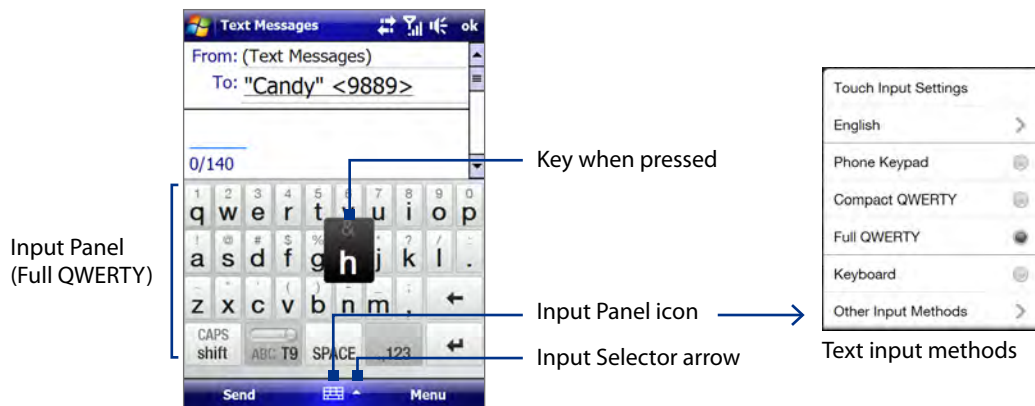 Text Messages ok
From: (Text Messages)
To: "Candy" <9889>
0/140
1 2 3 4 5 6 7 8 9 0
q w e r t y u i o p
! @ # $ % & * ? / :
a s d f g h j k l .
z x c v b n m ,
CAPS
shift ABC T9 SPACE .,123
Send Menu
Input Panel
(Full QWERTY)
Key when pressed
Input Panel icon
Input Selector arrow
Touch Input Settings
English
Phone Keypad
Compact QWERTY
Full QWERTY
Keyboard
Other Input Methods
Text input methods